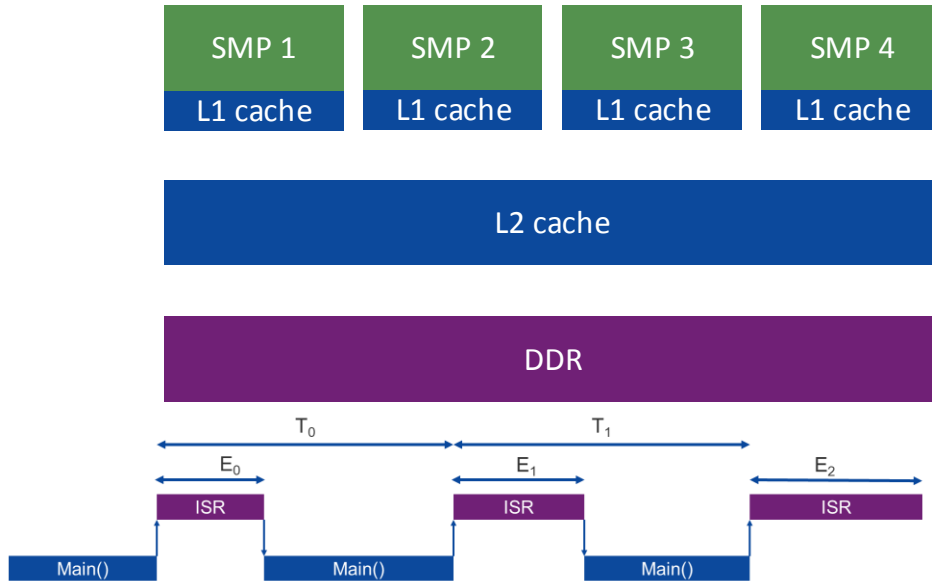 SMP 1 SMP 2 SMP 3 SMP 4
L1 cache L1 cache L1 cache L1 cache
L2 cache
DDR
T0 T1
E0 E1 E2
ISR ISR ISR
Main() Main() Main()